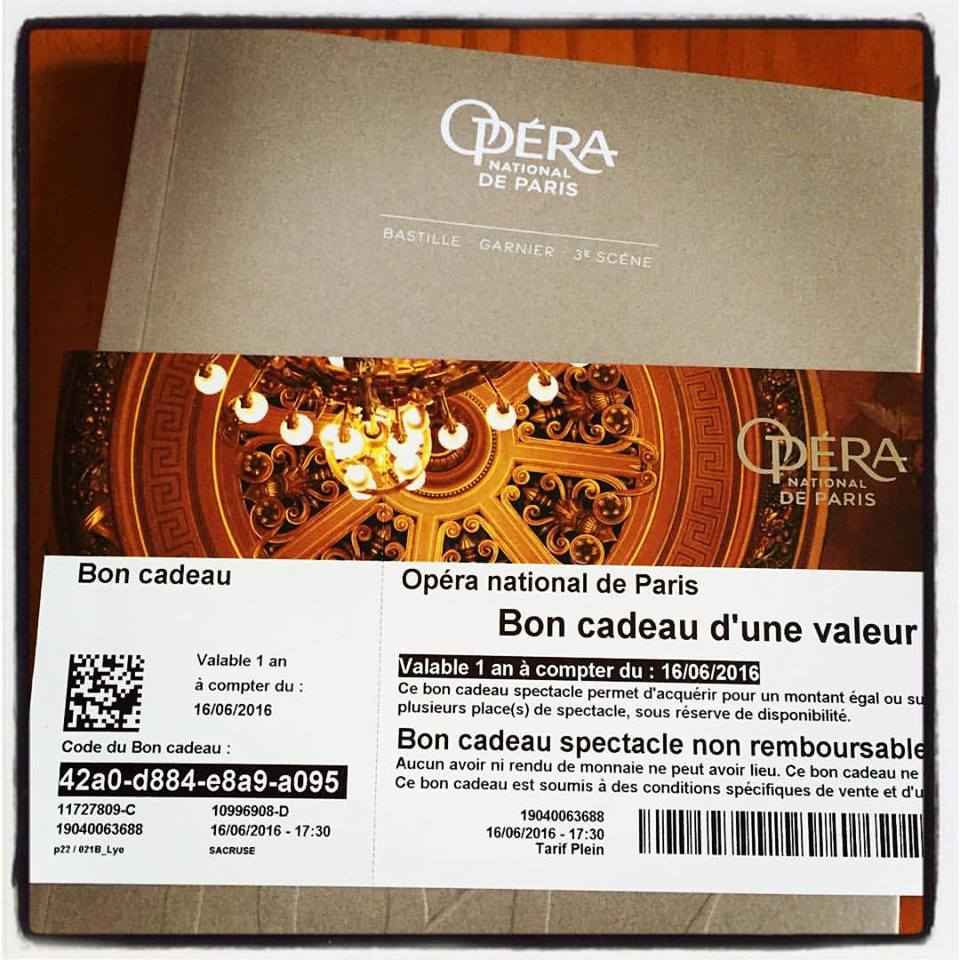 OPÉRA
NATIONAL
DE PARIS
BASTILLE · GARNIER · 3E SCÈNE
OPÉRA
NATIONAL
DE PARIS
Bon cadeau
Valable 1 an
à compter du :
16/06/2016
Code du Bon cadeau :
42a0-d884-e8a9-a095
11727809-C 10996908-D
19040063688 16/06/2016 - 17:30
p22 / 021B_Lyo SACRUSE
Opéra national de Paris
Bon cadeau d'une valeur
Valable 1 an à compter du : 16/06/2016
Ce bon cadeau spectacle permet d'acquérir pour un montant égal ou su
plusieurs place(s) de spectacle, sous réserve de disponibilité.
Bon cadeau spectacle non remboursable
Aucun avoir ni rendu de monnaie ne peut avoir lieu. Ce bon cadeau ne
Ce bon cadeau est soumis à des conditions spécifiques de vente et d'u
19040063688
16/06/2016 - 17:30
Tarif Plein